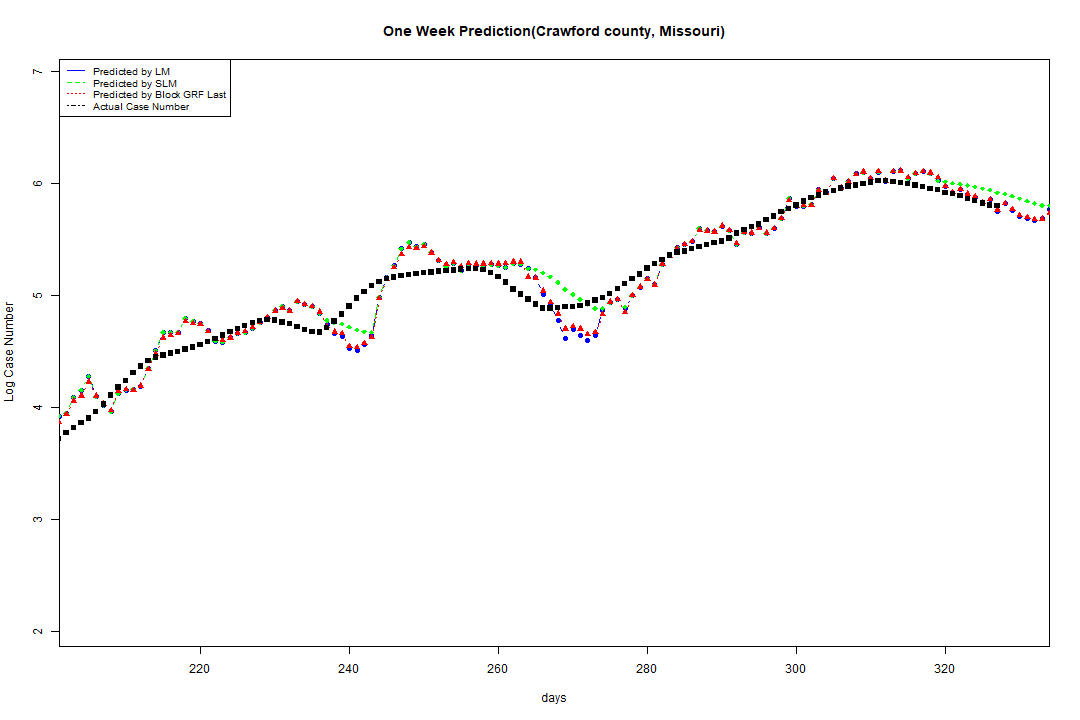 One Week Prediction(Crawford county, Missouri)
Predicted by LM
Predicted by SLM
Predicted by Block GRF Last
Actual Case Number
7
6
5
4
3
2
Log Case Number
220 240 260 280 300 320
days